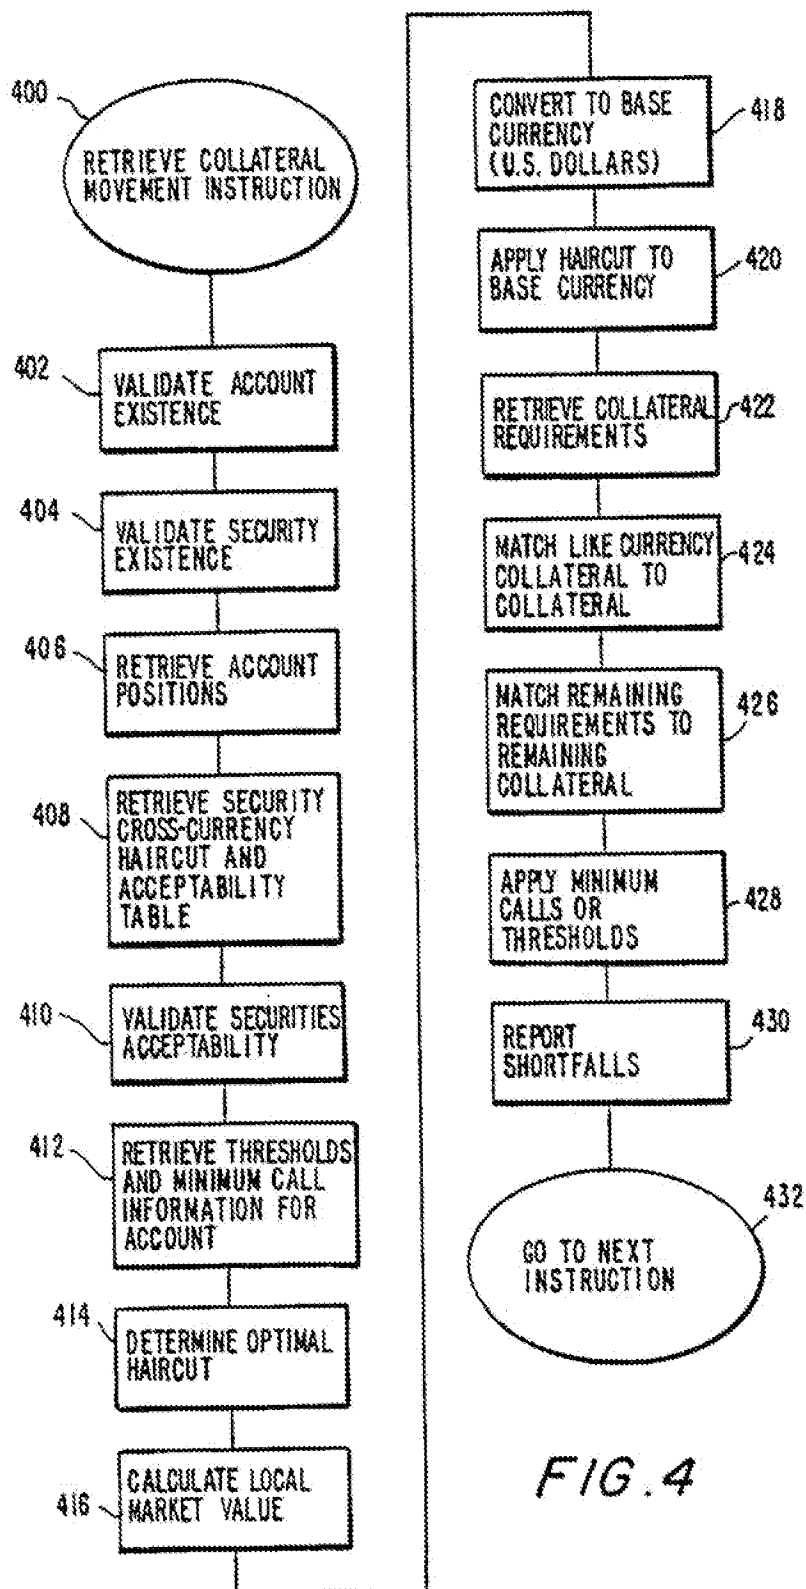 400
RETRIEVE COLLATERAL
MOVEMENT INSTRUCTION
402
VALIDATE ACCOUNT
EXISTENCE
404
VALIDATE SECURITY
EXISTENCE
406
RETRIEVE ACCOUNT
POSITIONS
408
RETRIEVE SECURITY
CROSS-CURRENCY
HAIRCUT AND
ACCEPTABILITY
TABLE
410
VALIDATE SECURITIES
ACCEPTABILITY
412
RETRIEVE THRESHOLDS
AND MINIMUM CALL
INFORMATION FOR
ACCOUNT
414
DETERMINE OPTIMAL
HAIRCUT
416
CALCULATE LOCAL
MARKET VALUE
CONVERT TO BASE
CURRENCY
(U.S. DOLLARS)
418
APPLY HAIRCUT TO
BASE CURRENCY
420
RETRIEVE COLLATERAL
REQUIREMENTS
422
MATCH LIKE CURRENCY
COLLATERAL TO
COLLATERAL
424
MATCH REMAINING
REQUIREMENTS TO
REMAINING
COLLATERAL
426
APPLY MINIMUM
CALLS OR
THRESHOLDS
428
REPORT
SHORTFALLS
430
GO TO NEXT
INSTRUCTION
432
FIG. 4